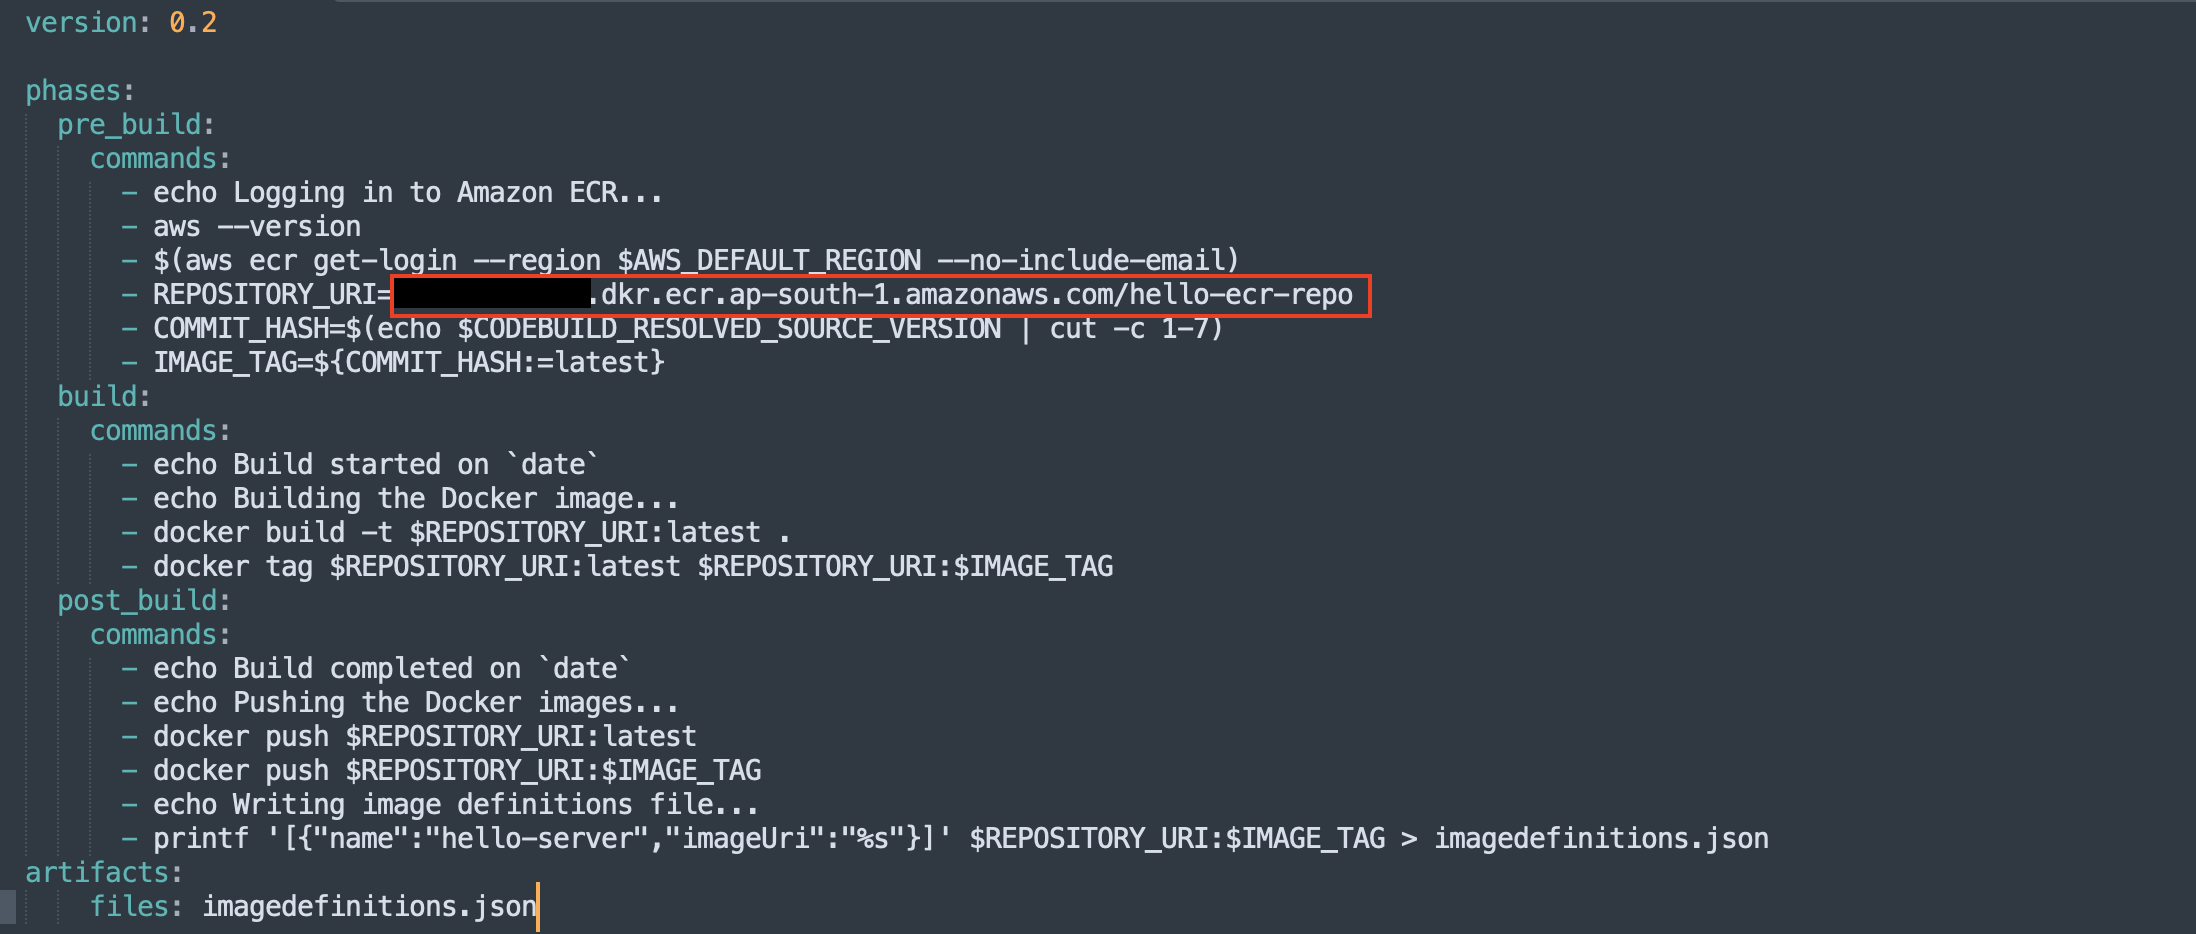 version: 0.2
phases:
pre_build:
commands:
- echo Logging in to Amazon ECR...
- aws --version
- $(aws ecr get-login --region $AWS_DEFAULT_REGION --no-include-email)
- REPOSITORY_URI=.dkr.ecr.ap-south-1.amazonaws.com/hello-ecr-repo
- COMMIT_HASH=$(echo $CODEBUILD_RESOLVED_SOURCE_VERSION | cut -c 1-7)
- IMAGE_TAG=${COMMIT_HASH:=latest}
build:
commands:
- echo Build started on `date`
- echo Building the Docker image...
- docker build -t $REPOSITORY_URI:latest .
- docker tag $REPOSITORY_URI:latest $REPOSITORY_URI:$IMAGE_TAG
post_build:
commands:
- echo Build completed on `date`
- echo Pushing the Docker images...
- docker push $REPOSITORY_URI:latest
- docker push $REPOSITORY_URI:$IMAGE_TAG
- echo Writing image definitions file...
- printf '[{"name":"hello-server","imageUri":"%s"}]' $REPOSITORY_URI:$IMAGE_TAG > imagedefinitions.json
artifacts:
files: imagedefinitions.json